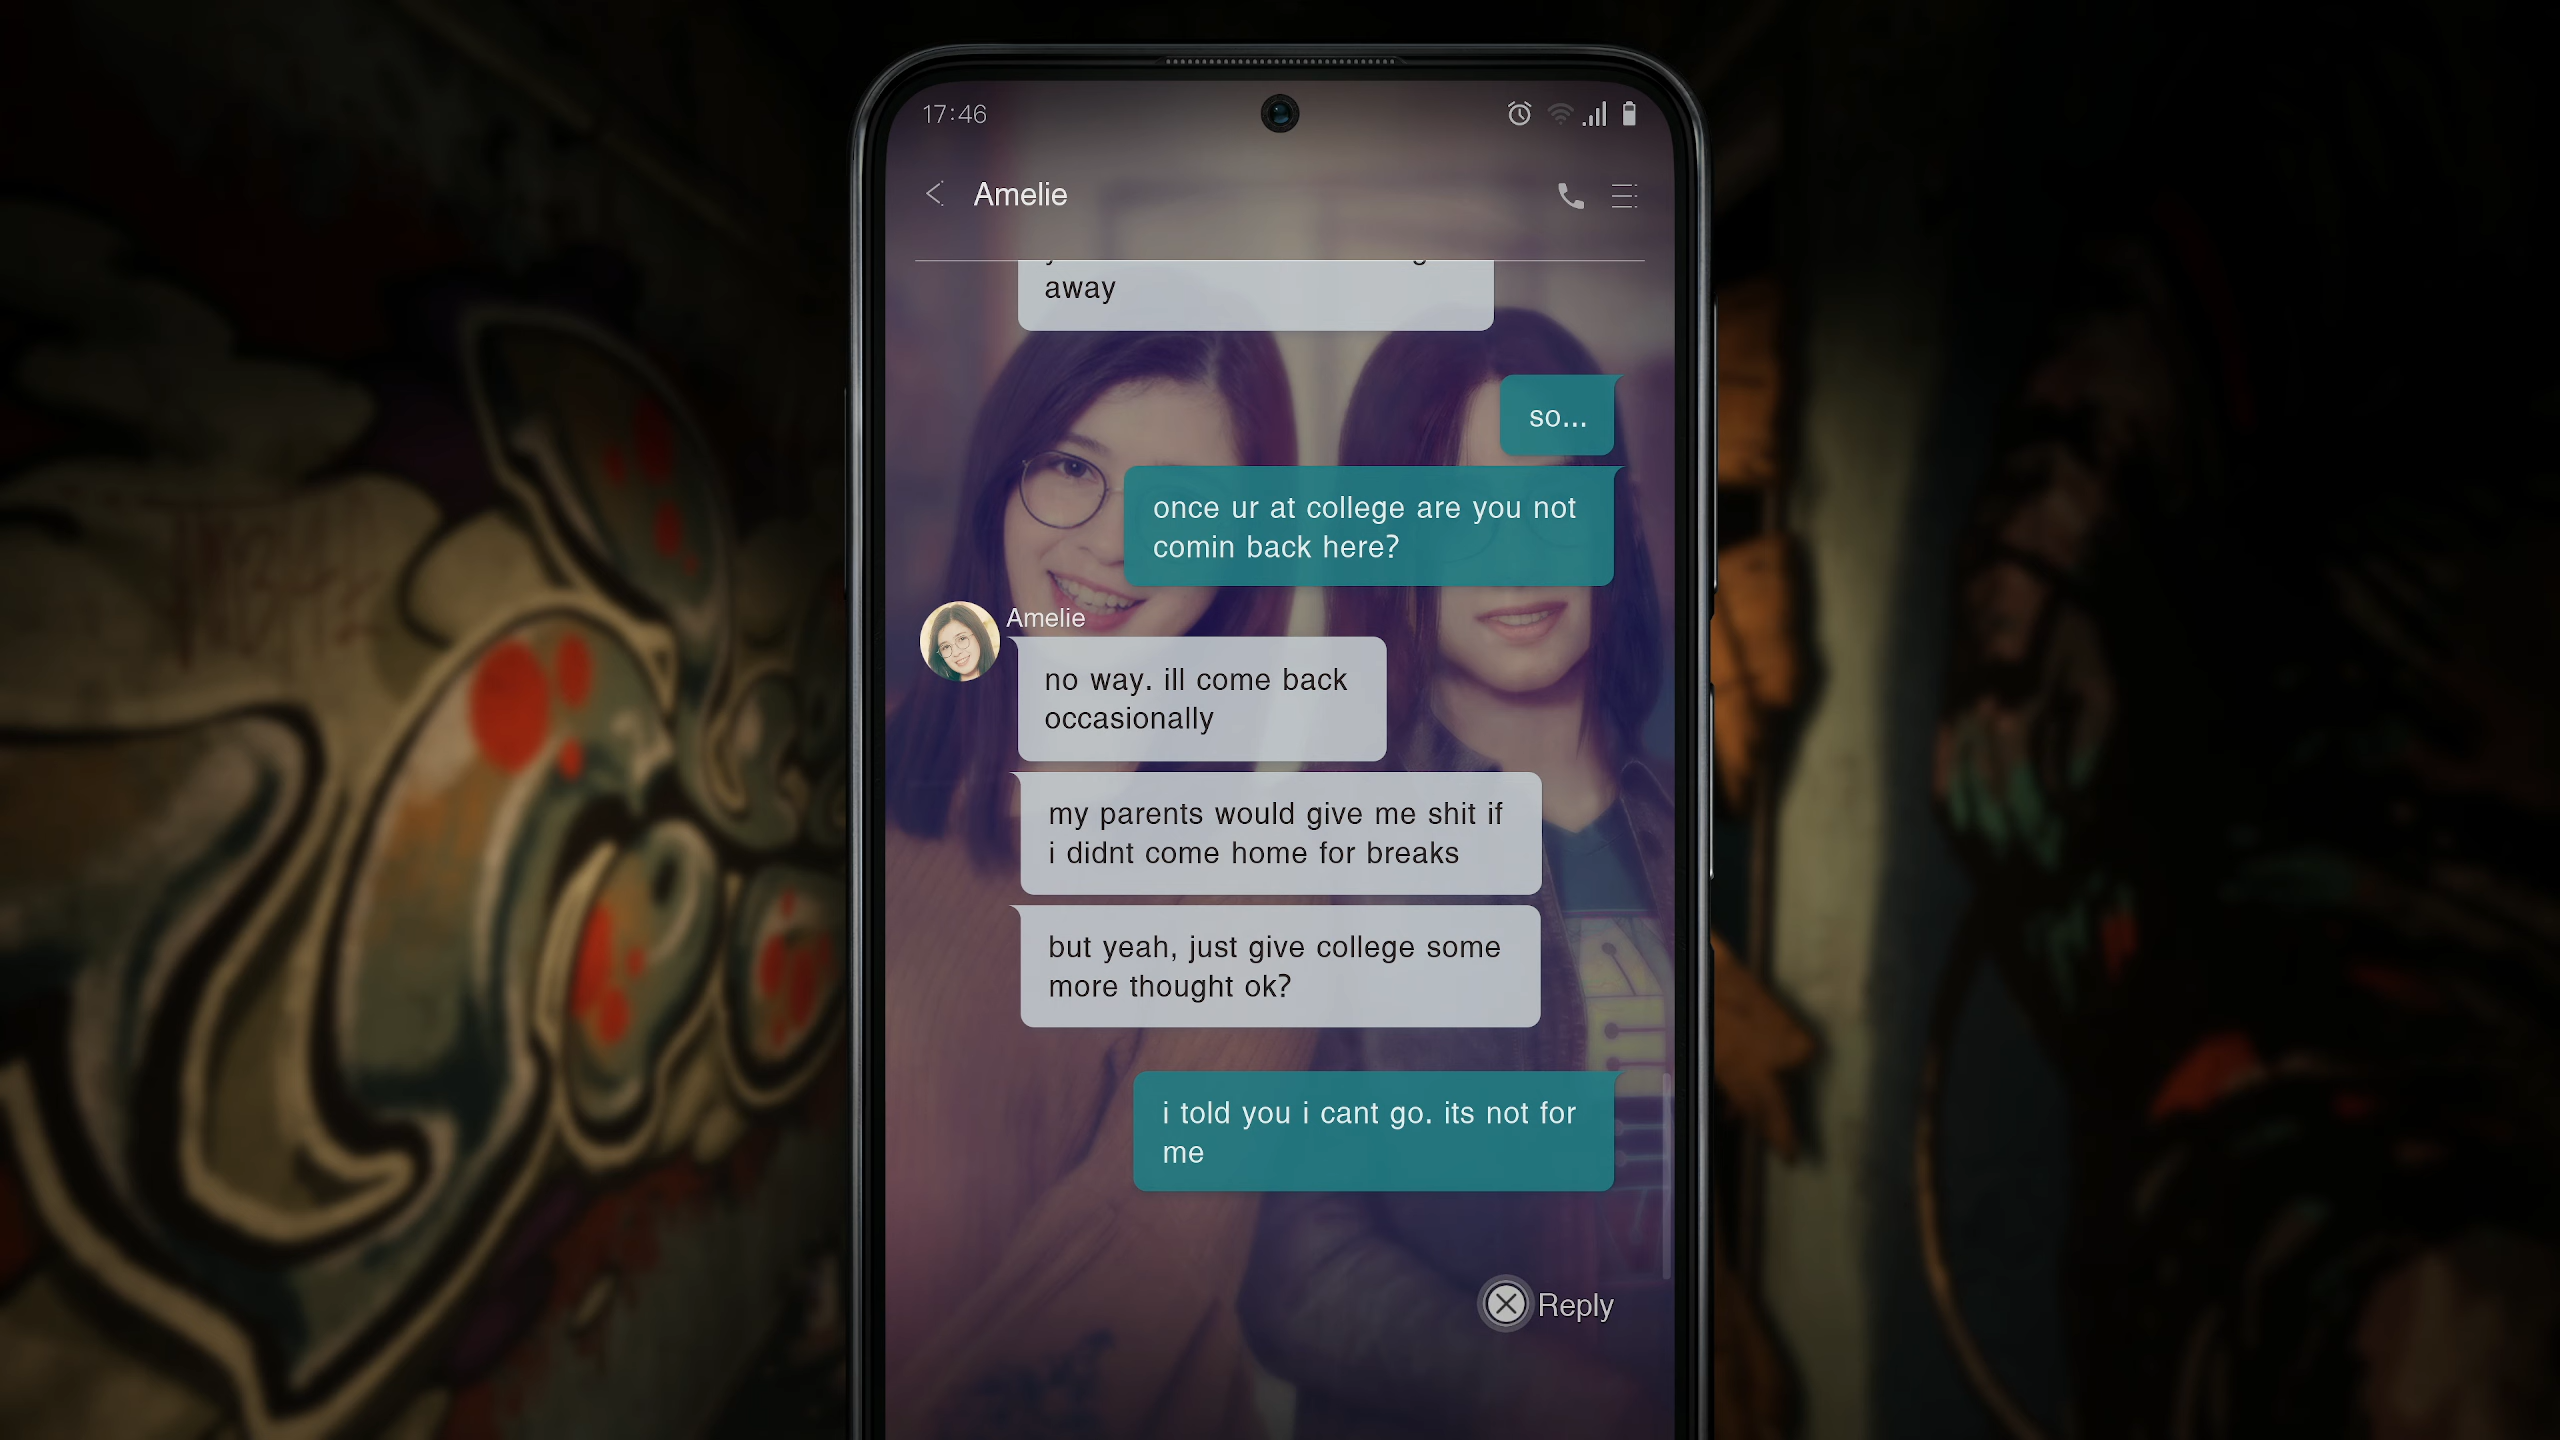 17:46
Amelie
away
so...
once ur at college are you not
comin back here?
Amelie
no way. ill come back
occasionally
my parents would give me shit if
i didnt come home for breaks
but yeah, just give college some
more thought ok?
i told you i cant go. its not for
me
Reply